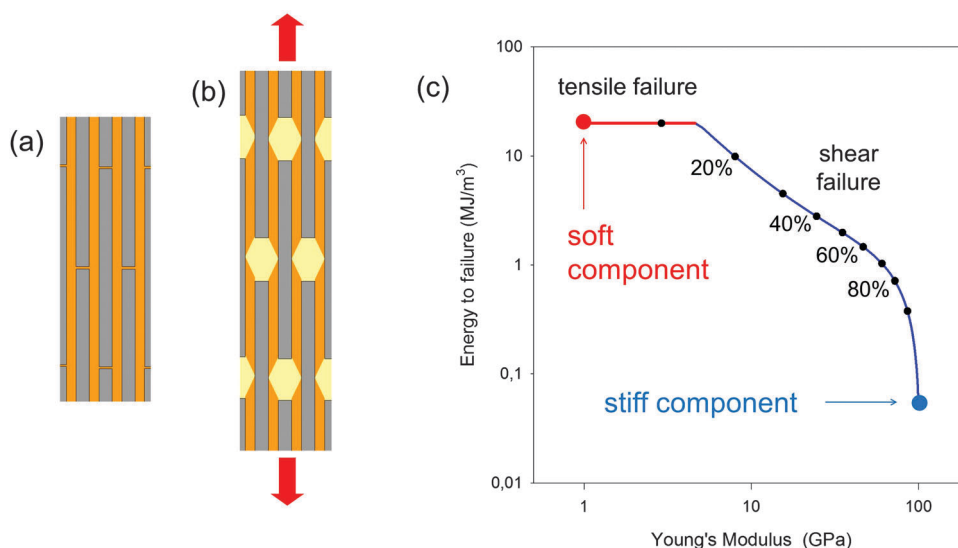 (a)
(b)
(c)
Energy to failure (MJ/m³)
100
10
1
0,1
0,01
tensile failure
20%
shear
failure
40%
60%
80%
soft
component
stiff component
1
10
100
Young's Modulus (GPa)